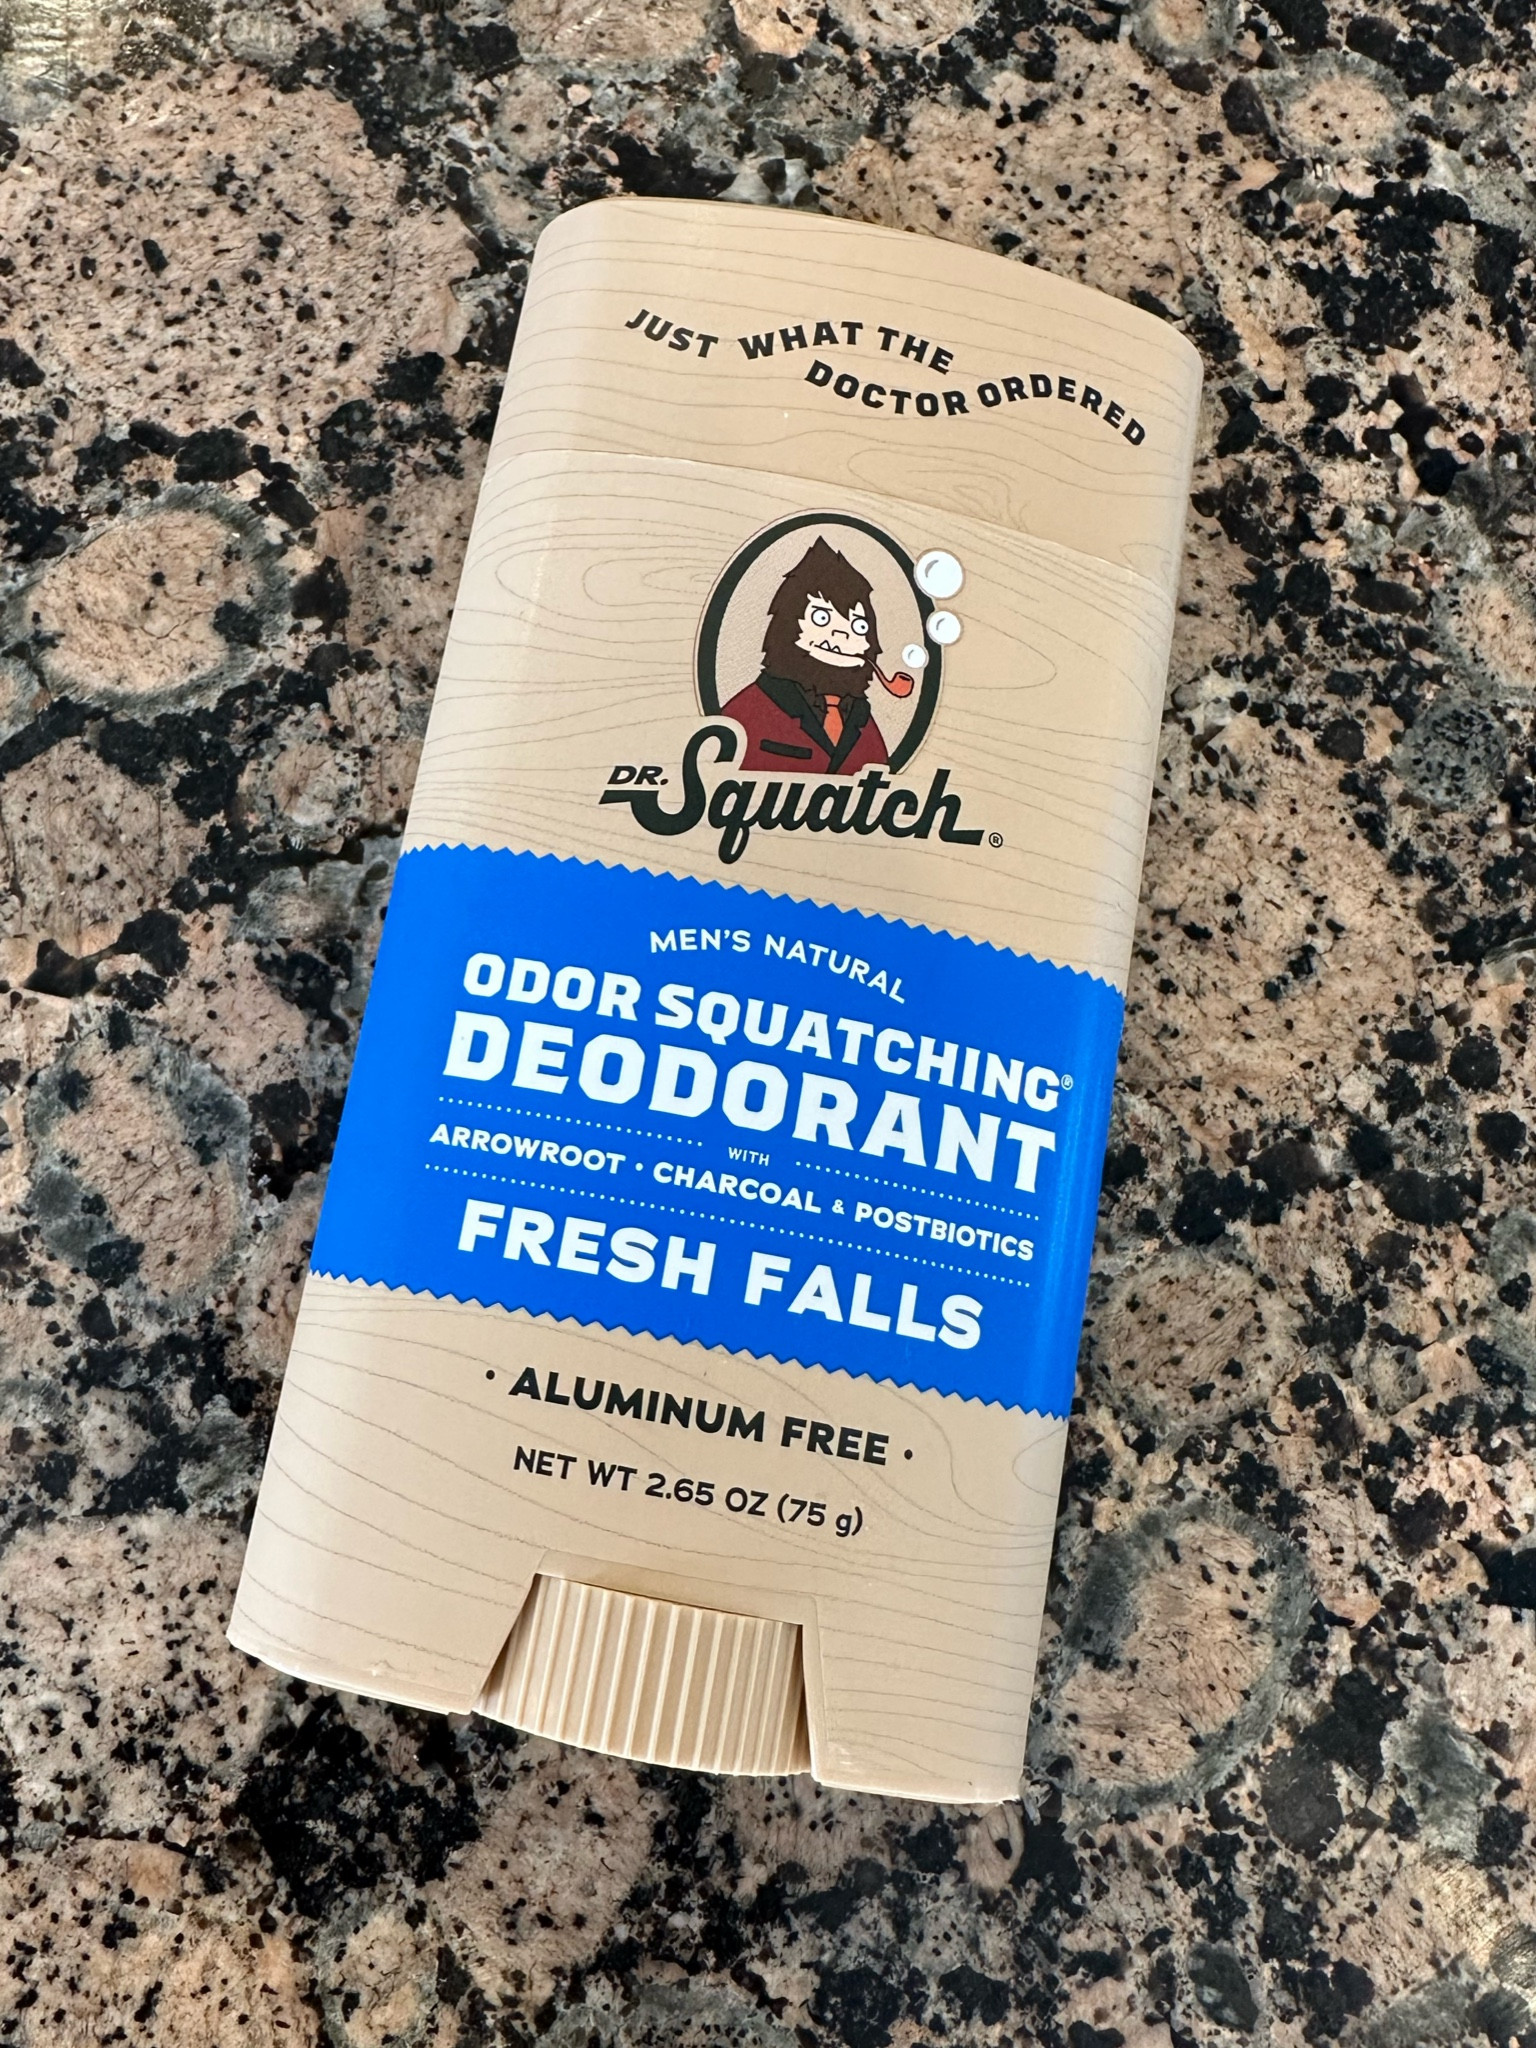 JUST WHAT THE
DOCTOR ORDERED
DR. Squatch®
MEN'S NATURAL
ODOR SQUATCHING®
DEODORANT
WITH
ARROWROOT • CHARCOAL & POSTBIOTICS
FRESH FALLS
• ALUMINUM FREE •
NET WT 2.65 OZ (75 g)